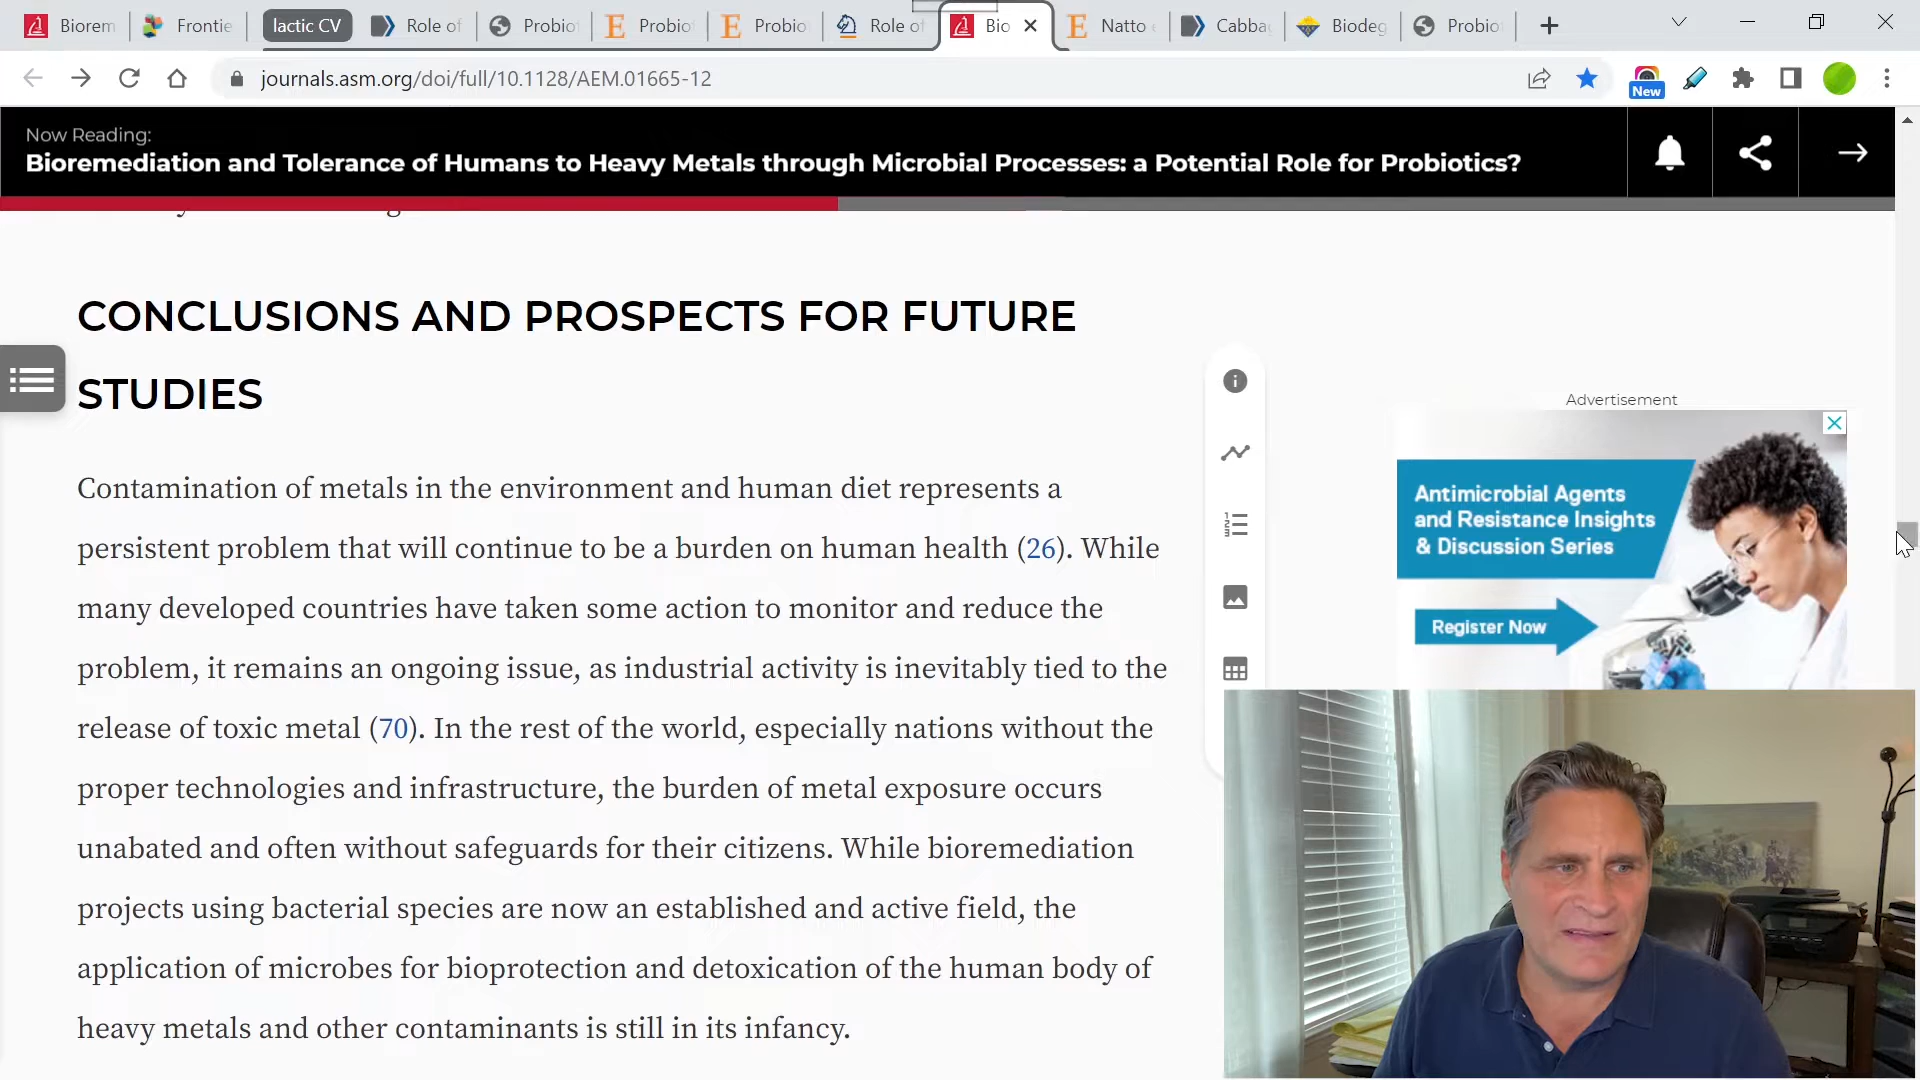 Biorem
Frontie
lactic CV
Role of
Probiot
Probiot
Probio
Role of
Bio
Natto e
Cabba
Biodeg
Probio
journals.asm.org/doi/full/10.1128/AEM.01665-12
New
Now Reading:
Bioremediation and Tolerance of Humans to Heavy Metals through Microbial Processes: a Potential Role for Probiotics?
CONCLUSIONS AND PROSPECTS FOR FUTURE
STUDIES
Contamination of metals in the environment and human diet represents a
persistent problem that will continue to be a burden on human health (26). While
many developed countries have taken some action to monitor and reduce the
problem, it remains an ongoing issue, as industrial activity is inevitably tied to the
release of toxic metal (70). In the rest of the world, especially nations without the
proper technologies and infrastructure, the burden of metal exposure occurs
unabated and often without safeguards for their citizens. While bioremediation
projects using bacterial species are now an established and active field, the
application of microbes for bioprotection and detoxication of the human body of
heavy metals and other contaminants is still in its infancy.
Advertisement
Antimicrobial Agents
and Resistance Insights
& Discussion Series
Register Now